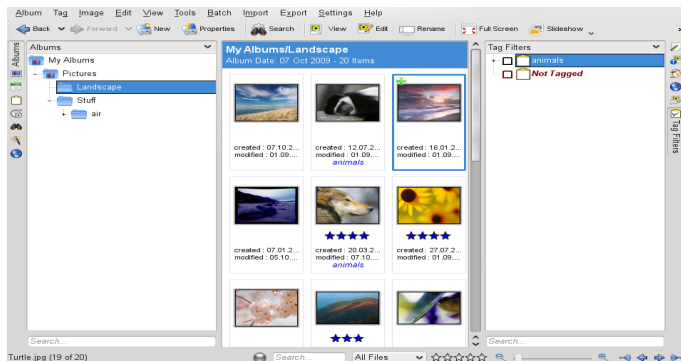 Album Tag Image Edit View Tools Batch Import Export Settings Help
Back Forward New Properties Search View Edit Rename Full Screen Slideshow
Albums
Albums
My Albums
Pictures
Landscape
Stuff
air
Search...
My Albums/Landscape
Album Date: 07 Oct 2009 - 20 Items
created : 07.10.2...
modified : 01.09....
created : 12.07.2...
modified : 01.09....
animals
created : 16.01.2...
modified : 01.09....
created : 07.01.2...
modified : 05.10....
created : 20.03.2...
modified : 07.10....
animals
created : 27.07.2...
modified : 01.09....
Tag Filters
animals
Not Tagged
Search...
Tag Filters
Turtle.jpg (19 of 20)
Search...
All Files